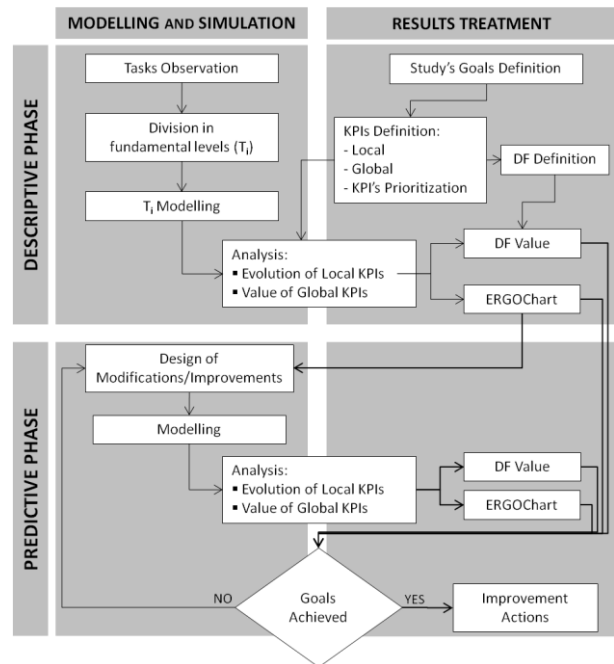 MODELLING AND SIMULATION
RESULTS TREATMENT
DESCRIPTIVE PHASE
Tasks Observation
Study's Goals Definition
Division in
fundamental levels (Ti)
KPIs Definition:
- Local
- Global
- KPI's Prioritization
DF Definition
Ti Modelling
Analysis:
▪ Evolution of Local KPIs
▪ Value of Global KPIs
DF Value
ERGOChart
PREDICTIVE PHASE
Design of
Modifications/Improvements
Modelling
Analysis:
▪ Evolution of Local KPIs
▪ Value of Global KPIs
DF Value
ERGOChart
NO
Goals
Achieved
YES
Improvement
Actions